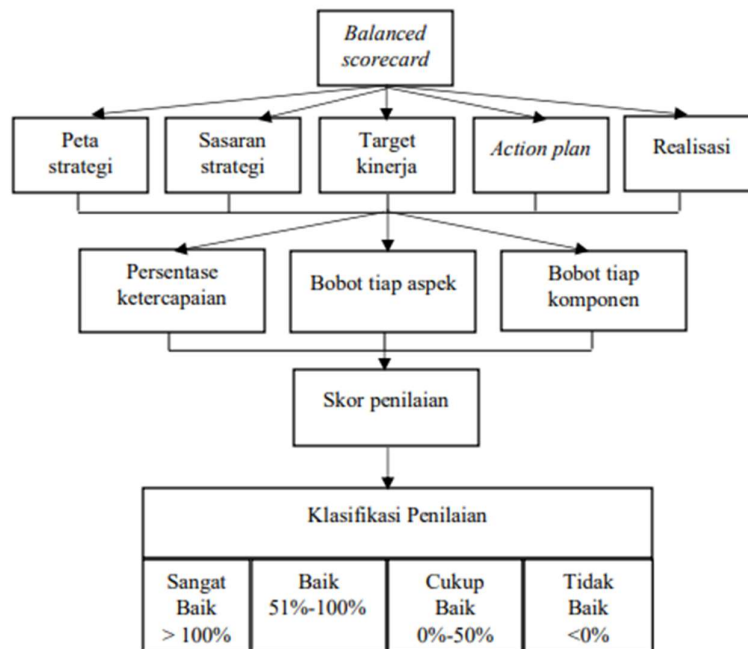 Balanced
scorecard
Peta
strategi
Sasaran
strategi
Target
kinerja
Action plan
Realisasi
Persentase
ketercapaian
Bobot tiap aspek
Bobot tiap
komponen
Skor penilaian
Klasifikasi Penilaian
Sangat
Baik
> 100%
Baik
51%-100%
Cukup
Baik
0%-50%
Tidak
Baik
<0%